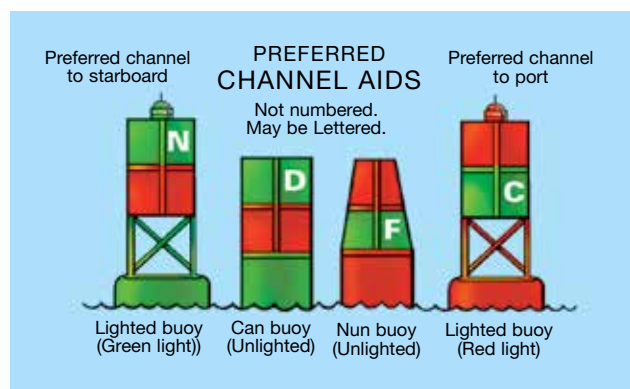 Preferred channel
to starboard
PREFERRED
CHANNEL AIDS
Not numbered.
May be Lettered.
Preferred channel
to port
N
D
F
C
Lighted buoy
(Green light))
Can buoy
(Unlighted)
Nun buoy
(Unlighted)
Lighted buoy
(Red light)